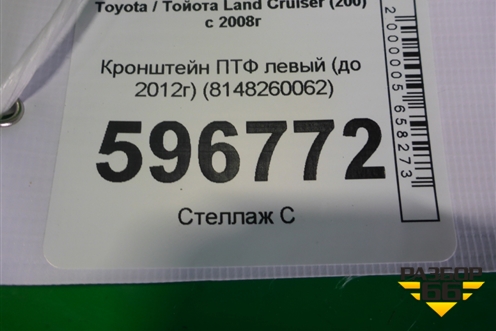 Toyota / Тойота Land Cruiser (200)
с 2008г
Кронштейн ПТФ левый (до
2012г) (8148260062)
596772
Стеллаж С
2000005658273
РАЗБОР
66